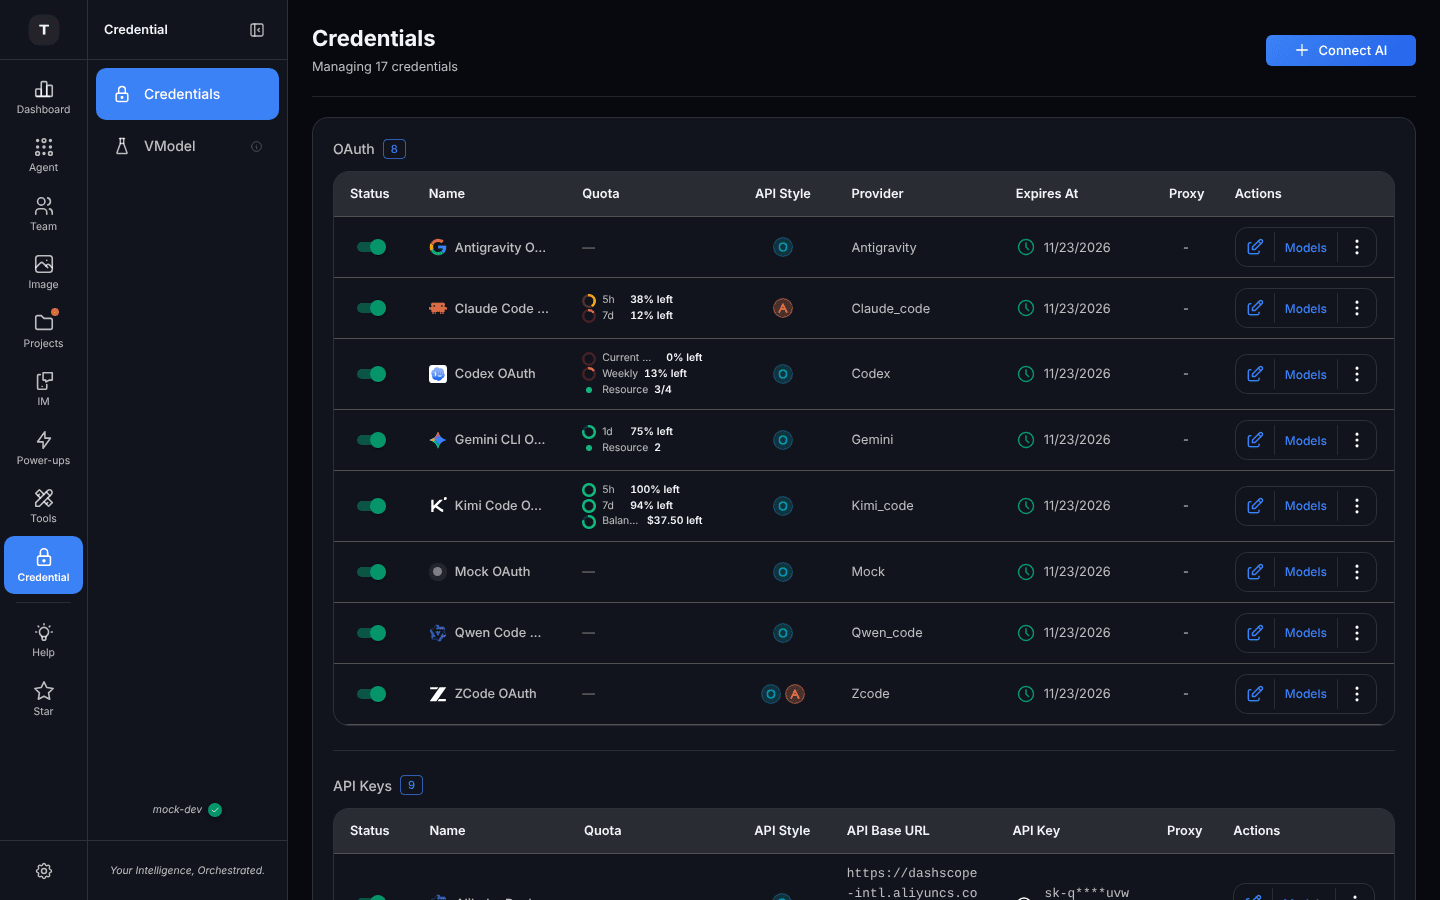 T
Credential
Dashboard
Agent
Team
Image
Projects
IM
Power-ups
Tools
Credential
Help
Star
Credentials
VModel
mock-dev
Your Intelligence, Orchestrated.
Credentials
Managing 17 credentials
Connect AI
OAuth 8
Status Name Quota API Style Provider Expires At Proxy Actions
Antigravity O... — O Antigravity 11/23/2026 - Models
Claude Code ... 5h 38% left A Claude_code 11/23/2026 - Models
7d 12% left
Codex OAuth Current ... 0% left O Codex 11/23/2026 - Models
Weekly 13% left
Resource 3/4
Gemini CLI O... 1d 75% left O Gemini 11/23/2026 - Models
Resource 2
Kimi Code O... 5h 100% left O Kimi_code 11/23/2026 - Models
7d 94% left
Balan... $37.50 left
Mock OAuth — O Mock 11/23/2026 - Models
Qwen Code ... — O Qwen_code 11/23/2026 - Models
ZCode OAuth — O A Zcode 11/23/2026 - Models
API Keys 9
Status Name Quota API Style API Base URL API Key Proxy Actions
https://dashscope
-intl.aliyuncs.co sk-q****uvw